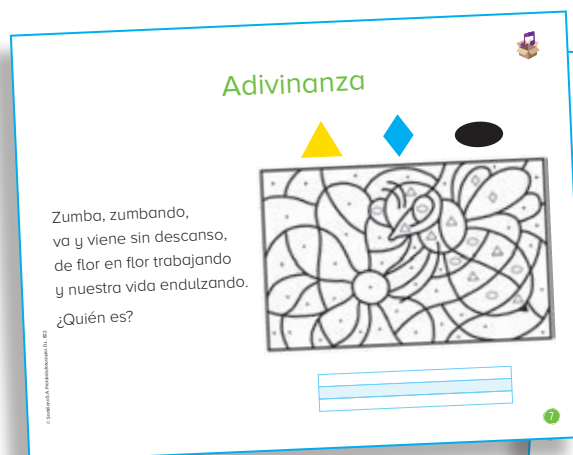 Adivinanza
Zumba, zumbando,
va y viene sin descanso,
de flor en flor trabajando
y nuestra vida endulzando.
¿Quién es?
7